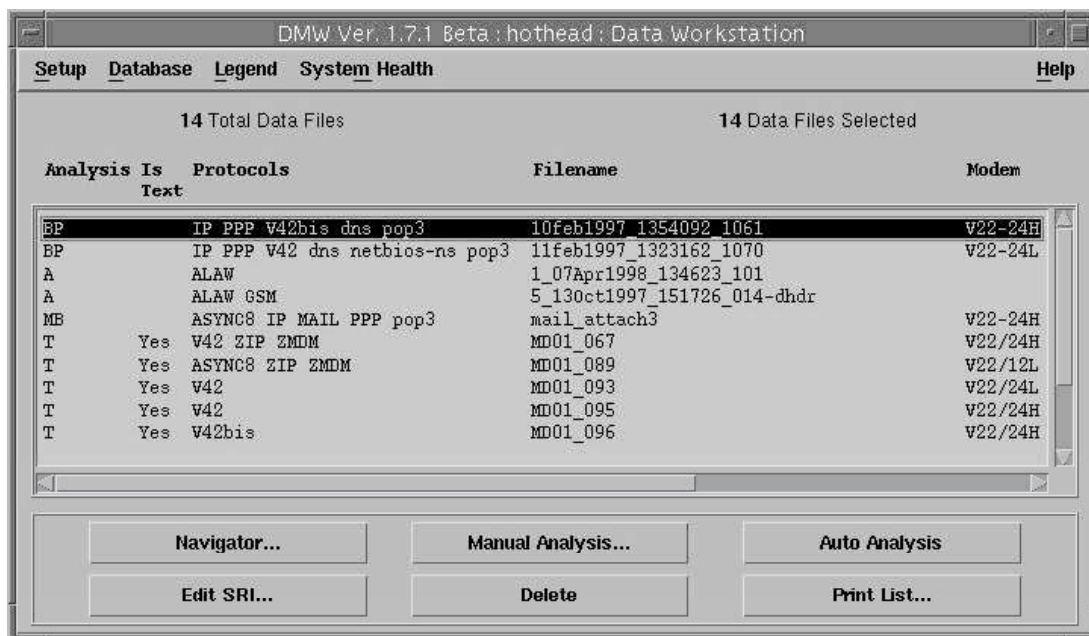 DMW Ver. 1.7.1 Beta : hothead : Data Workstation
Setup Database Legend System Health Help
14 Total Data Files 14 Data Files Selected
Analysis Is Text Protocols Filename Modem
BP IP PPP V42bis dns pop3 10feb1997_1354092_1061 V22-24H
BP IP PPP V42 dns netbios-ns pop3 11feb1997_1323162_1070 V22-24L
A ALAW 1_07Apr1998_134623_101
A ALAW GSM 5_13Oct1997_151726_014-dhdr
MB ASYNC8 IP MAIL PPP pop3 mail_attach3 V22-24H
T Yes V42 ZIP ZMDM MD01_067 V22/24H
T Yes ASYNC8 ZIP ZMDM MD01_089 V22/12L
T Yes V42 MD01_093 V22/24L
T Yes V42 MD01_095 V22/24H
T Yes V42bis MD01_096 V22/24H
Navigator... Manual Analysis... Auto Analysis
Edit SRI... Delete Print List...